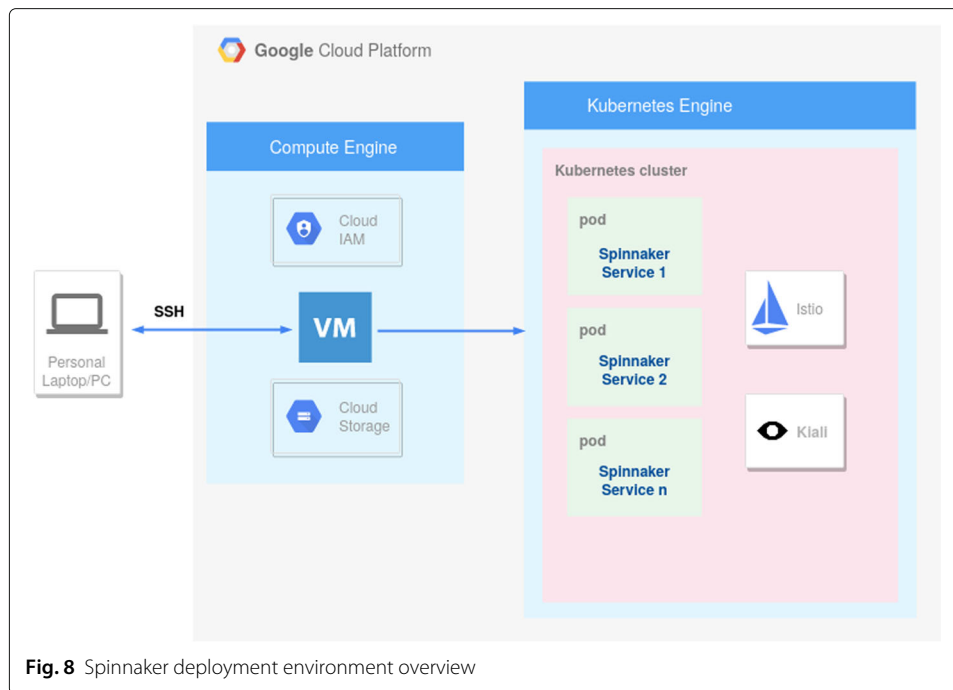 Google Cloud Platform
Kubernetes Engine
Compute Engine
Kubernetes cluster
Cloud
IAM
pod
Spinnaker
Service 1
SSH
VM
Istio
Personal
Laptop/PC
pod
Spinnaker
Service 2
Cloud
Storage
Kiali
pod
Spinnaker
Service n
Fig. 8 Spinnaker deployment environment overview